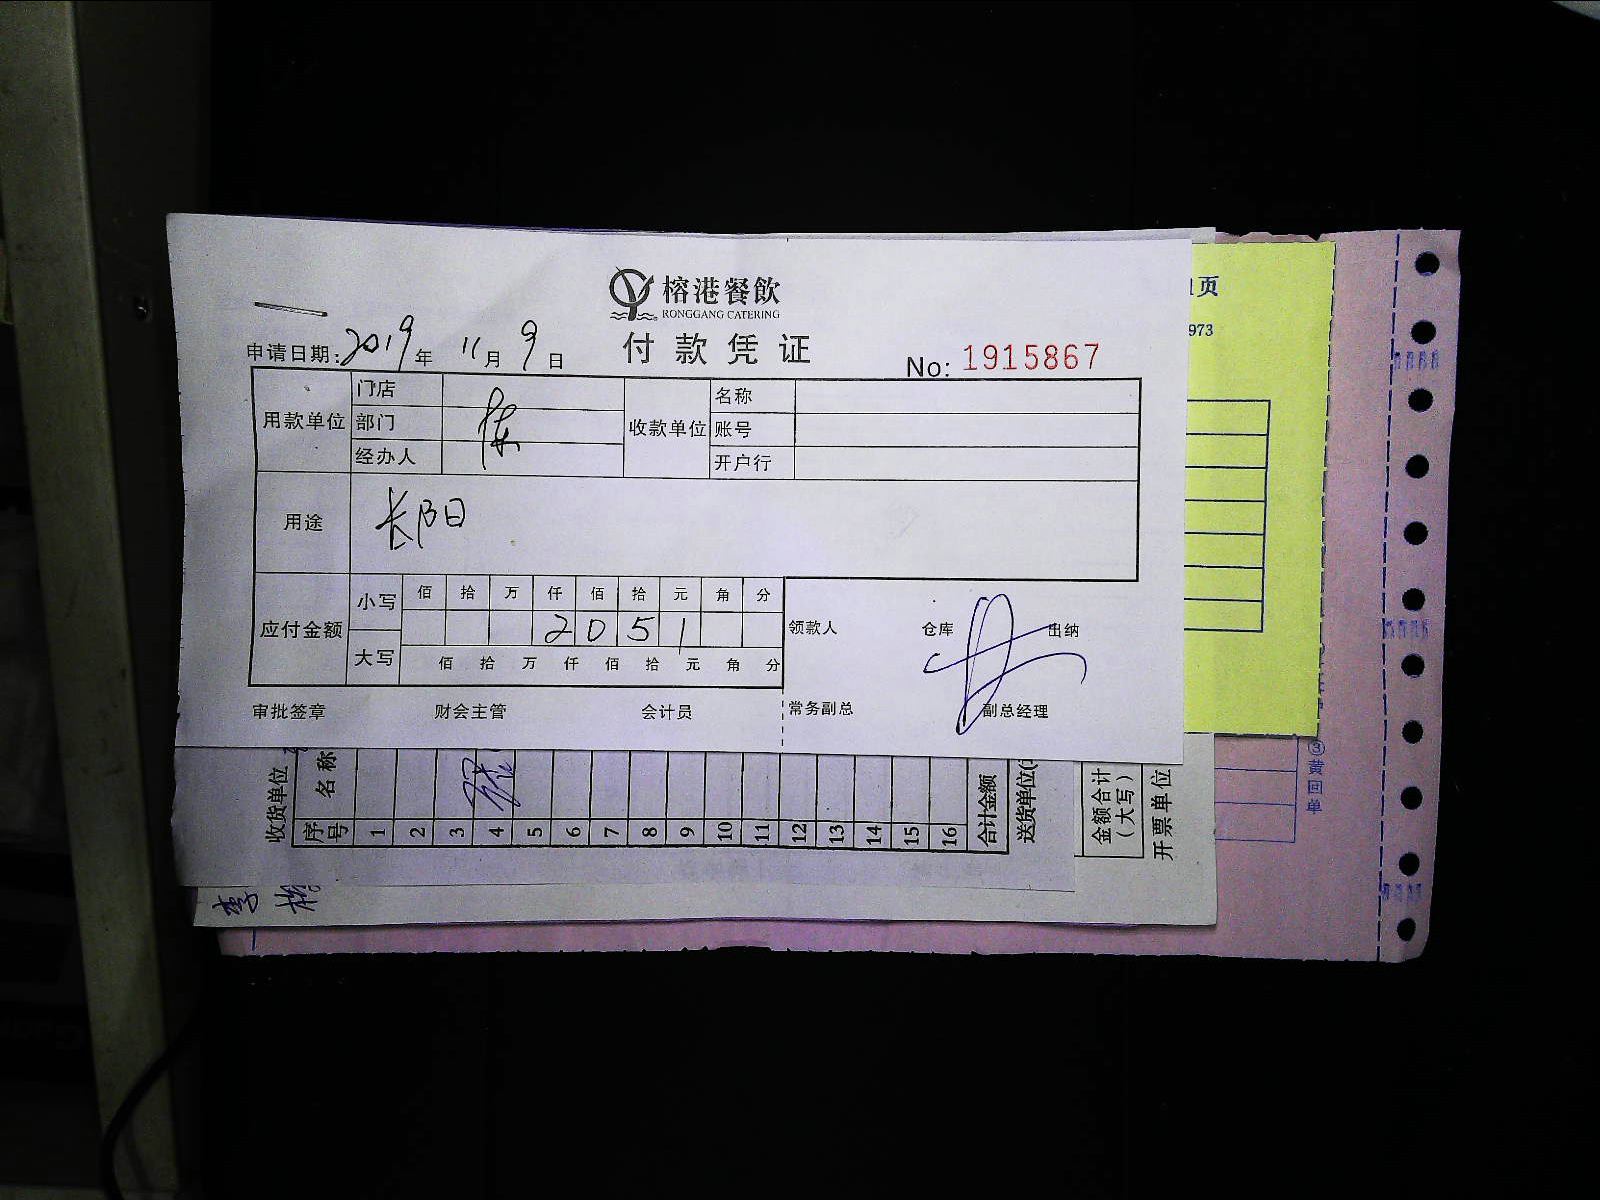 榕港餐飲
RONGGANG CATERING
付款凭证
申请日期:2019年11月9日
No: 1915867
用款单位 门店 收款单位 名称
部门 账号
经办人 开户行
用途 长阳
应付金额 小写 佰 拾 万 仟 佰 拾 元 角 分
2 0 5 1
大写 佰 拾 万 仟 佰 拾 元 角 分
领款人 仓库 出纳
审批签章 财会主管 会计员 常务副总 副总经理
页
973
③黄回单
收货单位
序号 名称
1
2
3
4
5
6
7
8
9
10
11
12
13
14
15
16
合计金额
送货单位(
金额合计(大写)
开票单位